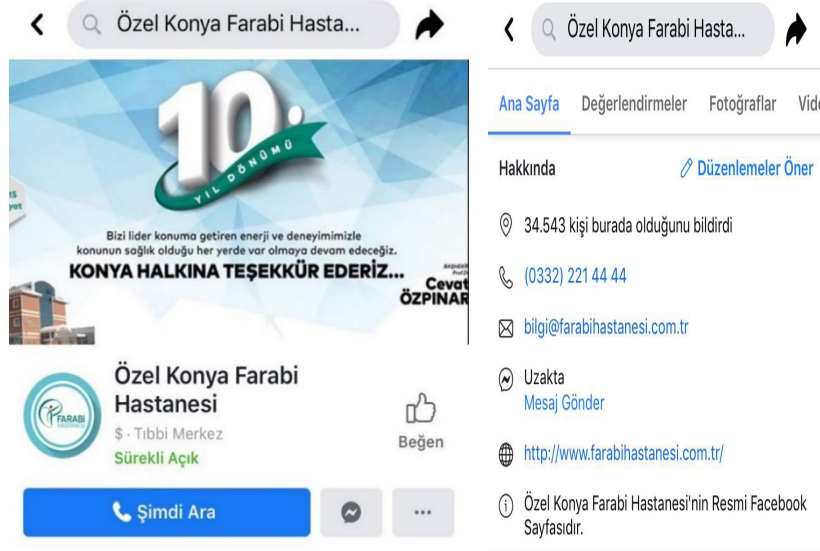 Özel Konya Farabi Hasta...
10.
YIL DÖNÜMÜ
Bizi lider konuma getiren enerji ve deneyimimizle
konunun sağlık olduğu her yerde var olmaya devam edeceğiz.
KONYA HALKINA TEŞEKKÜR EDERİZ...
Cevat
ÖZPINAR
FARABİ
HASTANESİ
Özel Konya Farabi
Hastanesi
$ · Tıbbi Merkez
Sürekli Açık
Beğen
Şimdi Ara
Özel Konya Farabi Hasta...
Ana Sayfa Değerlendirmeler Fotoğraflar Vide
Hakkında Düzenlemeler Öner
34.543 kişi burada olduğunu bildirdi
(0332) 221 44 44
bilgi@farabihastanesi.com.tr
Uzakta
Mesaj Gönder
http://www.farabihastanesi.com.tr/
Özel Konya Farabi Hastanesi'nin Resmi Facebook
Sayfasıdır.